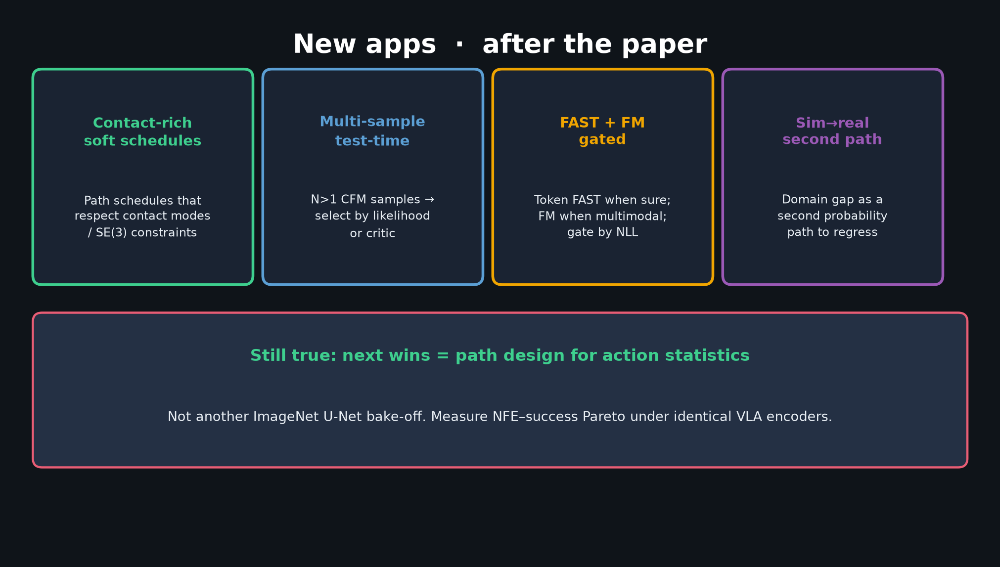 New apps · after the paper
Contact-rich
soft schedules
Path schedules that
respect contact modes
/ SE(3) constraints
Multi-sample
test-time
N>1 CFM samples →
select by likelihood
or critic
FAST + FM
gated
Token FAST when sure;
FM when multimodal;
gate by NLL
Sim→real
second path
Domain gap as a
second probability
path to regress
Still true: next wins = path design for action statistics
Not another ImageNet U-Net bake-off. Measure NFE–success Pareto under identical VLA encoders.